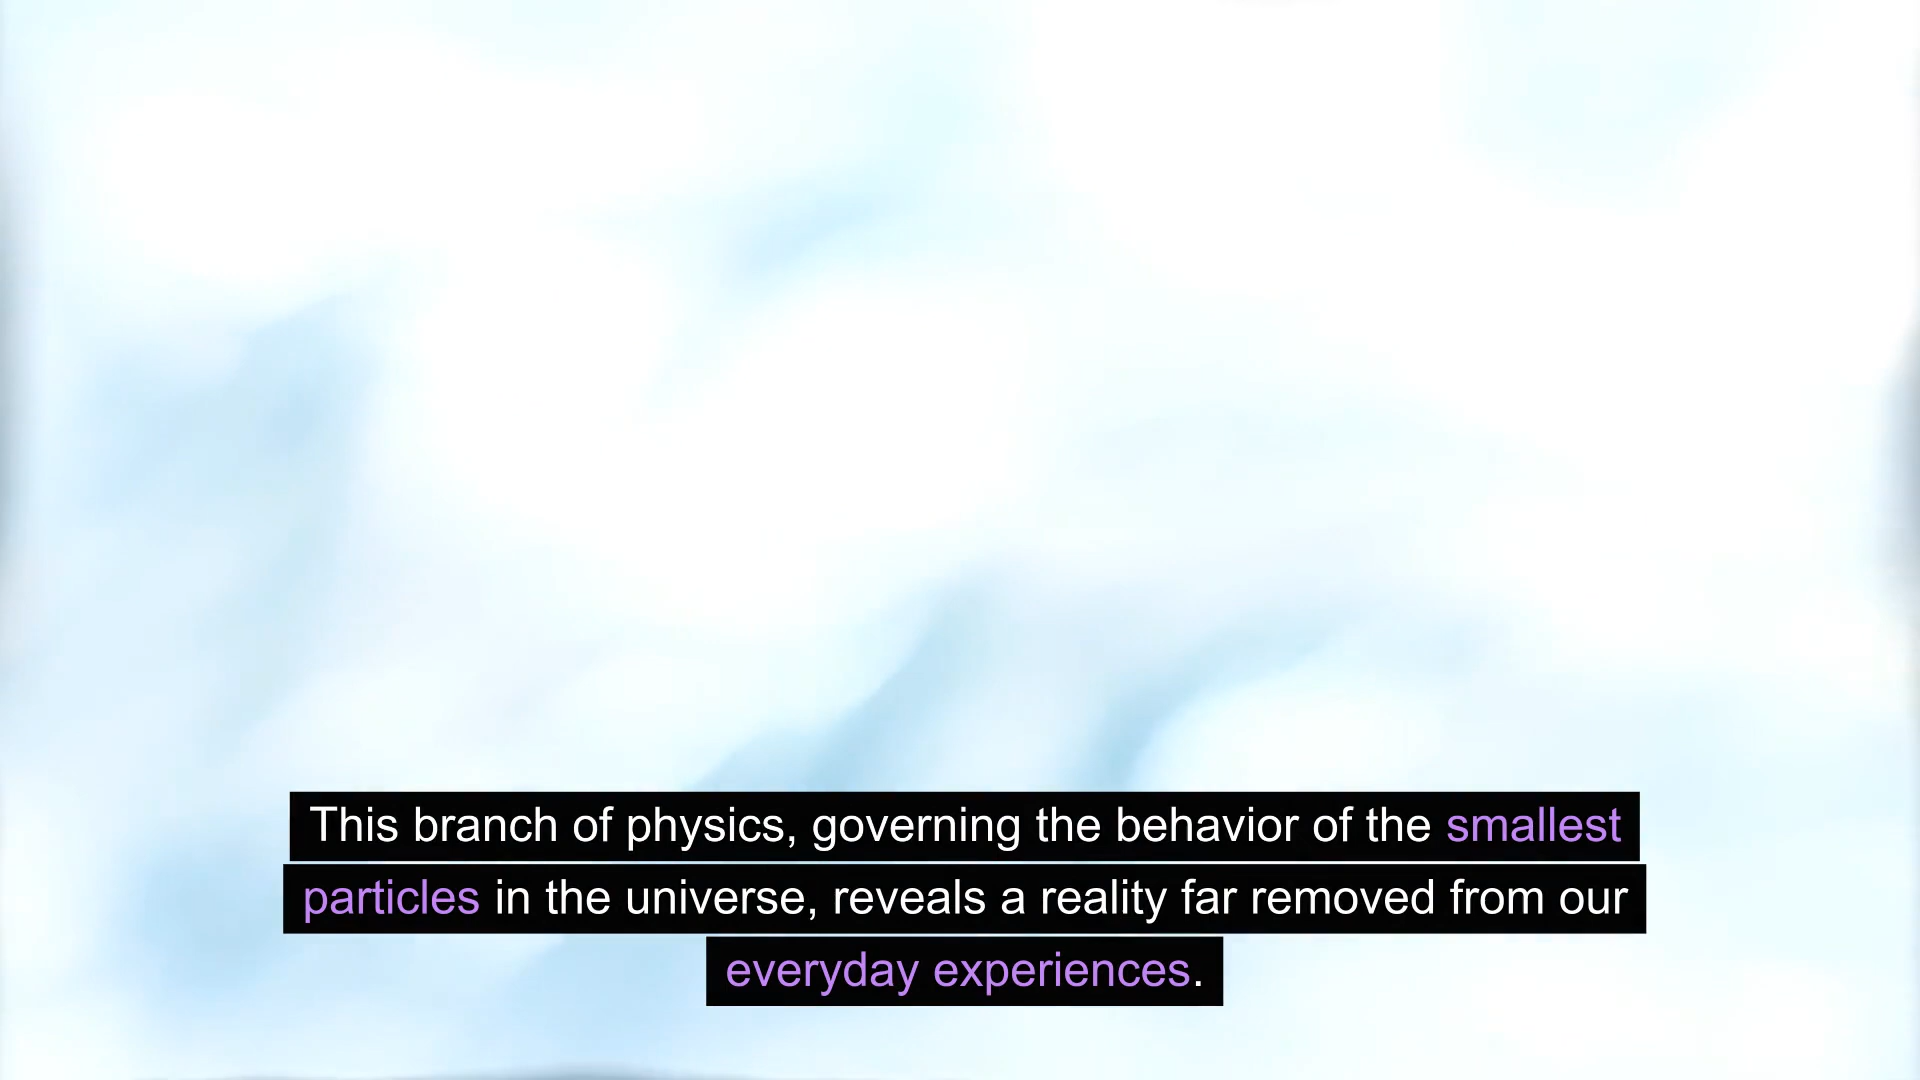 This branch of physics, governing the behavior of the smallest
particles in the universe, reveals a reality far removed from our
everyday experiences.